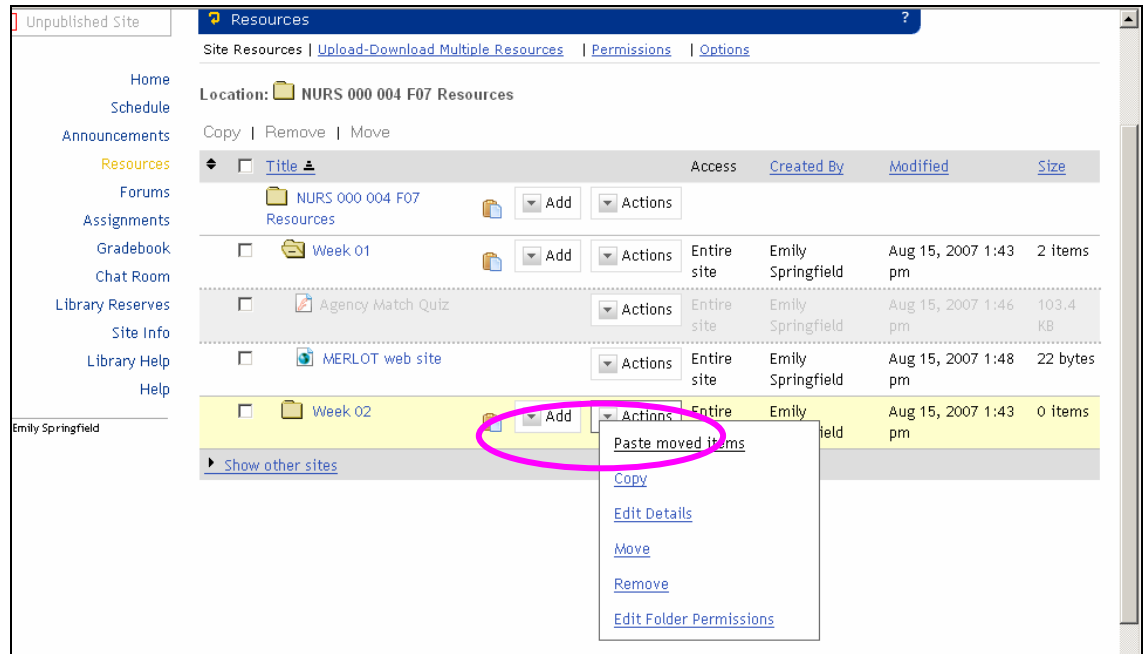 Unpublished Site
Resources ?
Site Resources | Upload-Download Multiple Resources | Permissions | Options
Home
Schedule
Announcements
Resources
Forums
Assignments
Gradebook
Chat Room
Library Reserves
Site Info
Library Help
Help
Emily Springfield
Location: NURS 000 004 F07 Resources
Copy | Remove | Move
Title Access Created By Modified Size
NURS 000 004 F07 Add Actions
Resources
Week 01 Add Actions Entire Emily Aug 15, 2007 1:43 2 items
site Springfield pm
Agency Match Quiz Actions Entire Emily Aug 15, 2007 1:46 103.4
site Springfield pm KB
MERLOT web site Actions Entire Emily Aug 15, 2007 1:48 22 bytes
site Springfield pm
Week 02 Add Actions Entire Emily Aug 15, 2007 1:43 0 items
ield pm
Paste moved items
Copy
Edit Details
Move
Remove
Edit Folder Permissions
Show other sites